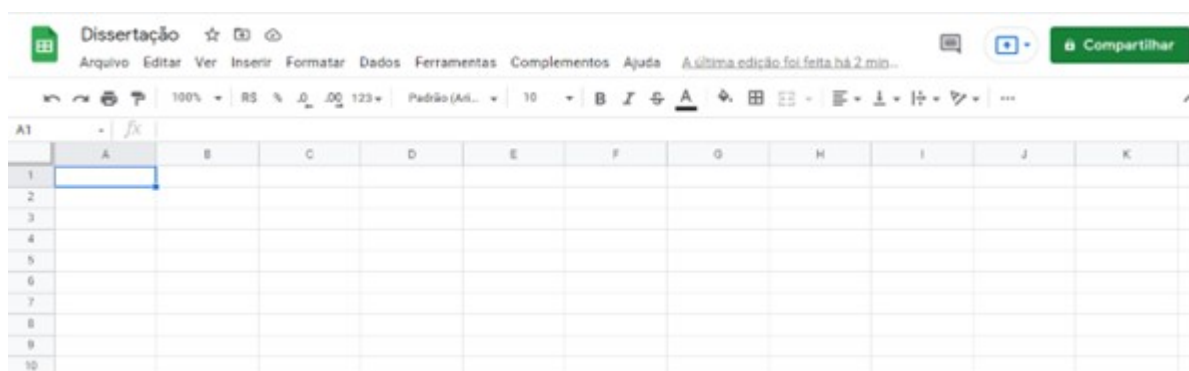 Dissertação
Arquivo Editar Ver Inserir Formatar Dados Ferramentas Complementos Ajuda A última edição foi feita há 2 min...
Compartilhar
100% R$ % .0 .00 123 Padrão (Ari... 10 B I S A
A1 fx
A B C D E F G H I J K
1
2
3
4
5
6
7
8
9
10